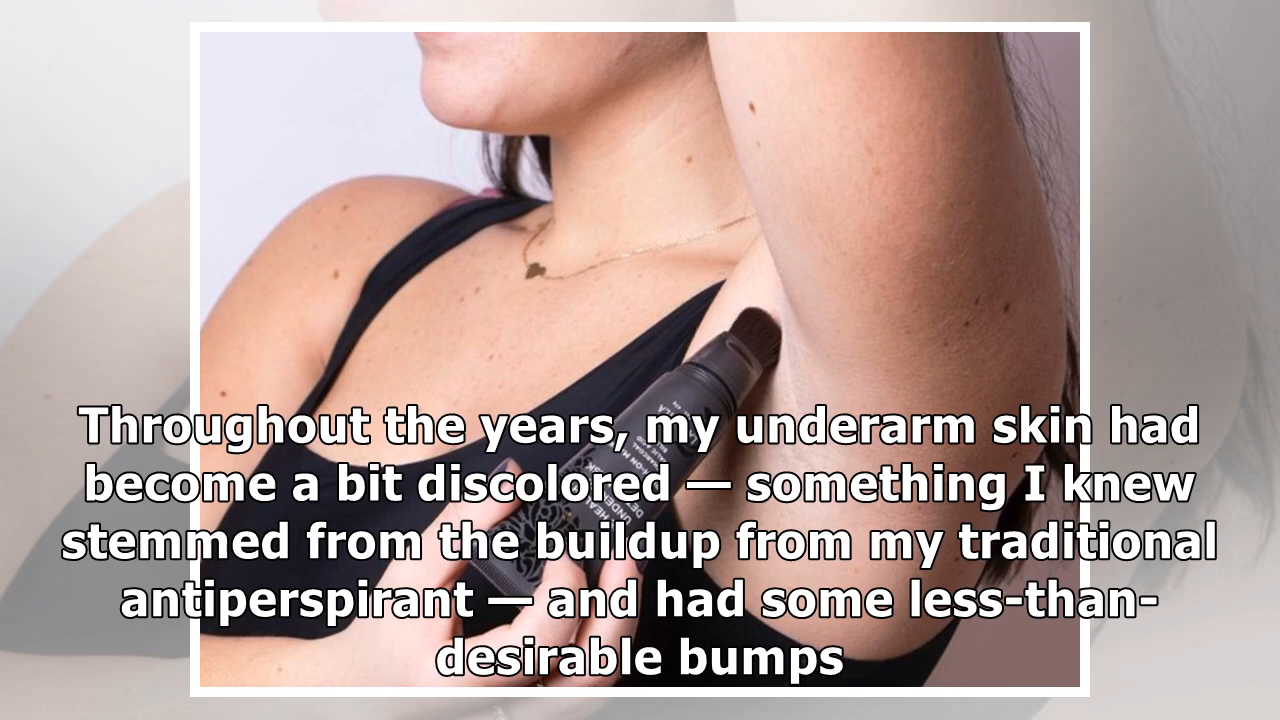 Throughout the years, my underarm skin had
become a bit discolored — something I knew
stemmed from the buildup from my traditional
antiperspirant — and had some less-than-
desirable bumps